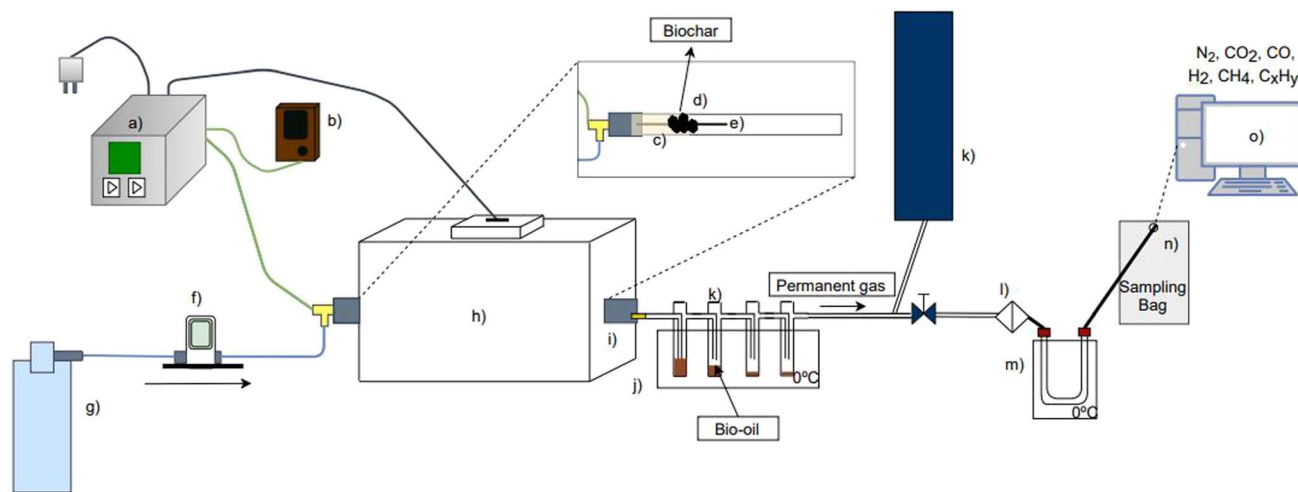 Biochar
N2, CO2, CO,
H2, CH4, CxHy
a)
b)
d)
e)
c)
k)
o)
n)
Sampling
Bag
f)
h)
Permanent gas
k)
l)
i)
m)
j)
0ºC
0ºC
g)
Bio-oil